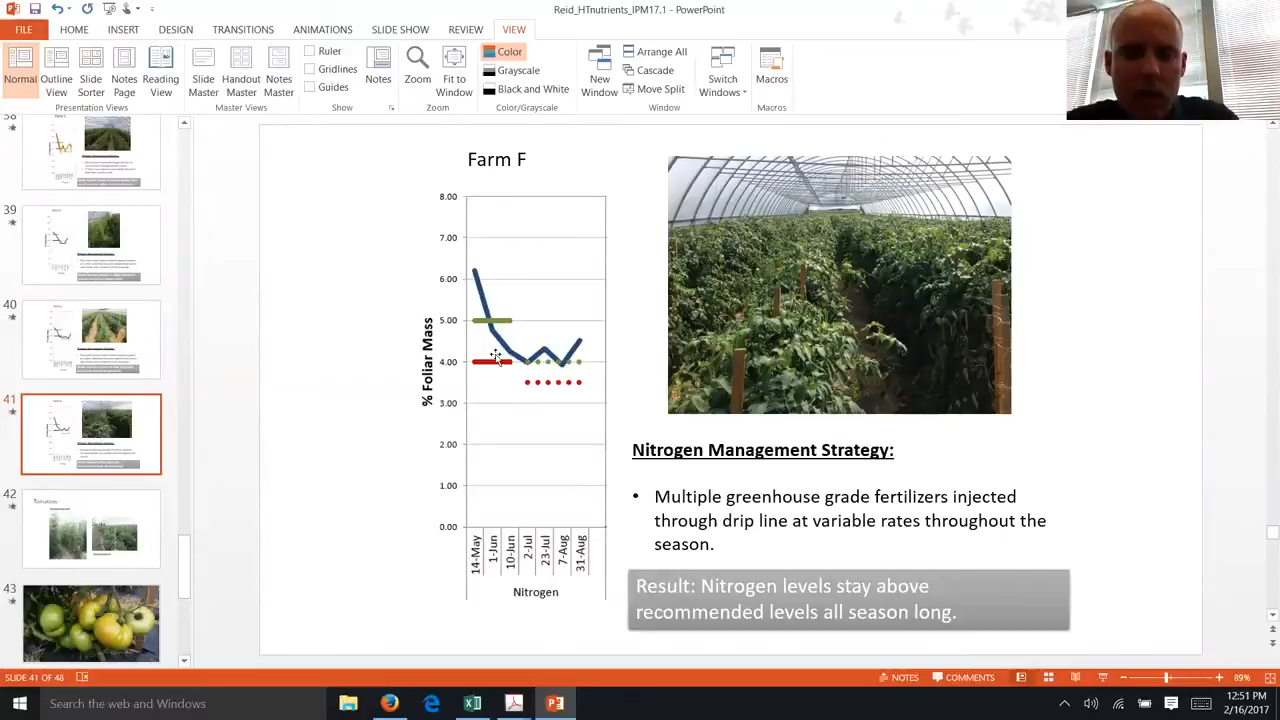 Reid_HTnutrients_IPM17.1 - PowerPoint
FILE
HOME
INSERT
DESIGN
TRANSITIONS
ANIMATIONS
SLIDE SHOW
REVIEW
VIEW
Normal
Outline View
Slide Sorter
Notes Page
Reading View
Presentation Views
Slide Master
Handout Master
Notes Master
Master Views
Ruler
Gridlines
Guides
Show
Notes
Zoom
Fit to Window
Zoom
Color
Grayscale
Black and White
Color/Grayscale
New Window
Arrange All
Cascade
Move Split
Switch Windows
Window
Macros
Macros
39
40
41
42
Tomatoes
43
Farm F
% Foliar Mass
8.00
7.00
6.00
5.00
4.00
3.00
2.00
1.00
0.00
14-May
1-Jun
10-Jun
2-Jul
23-Jul
7-Aug
31-Aug
Nitrogen
Nitrogen Management Strategy:
• Multiple greenhouse grade fertilizers injected
through drip line at variable rates throughout the
season.
Result: Nitrogen levels stay above
recommended levels all season long.
SLIDE 41 OF 48
NOTES
COMMENTS
89%
Search the web and Windows
12:51 PM
2/16/2017